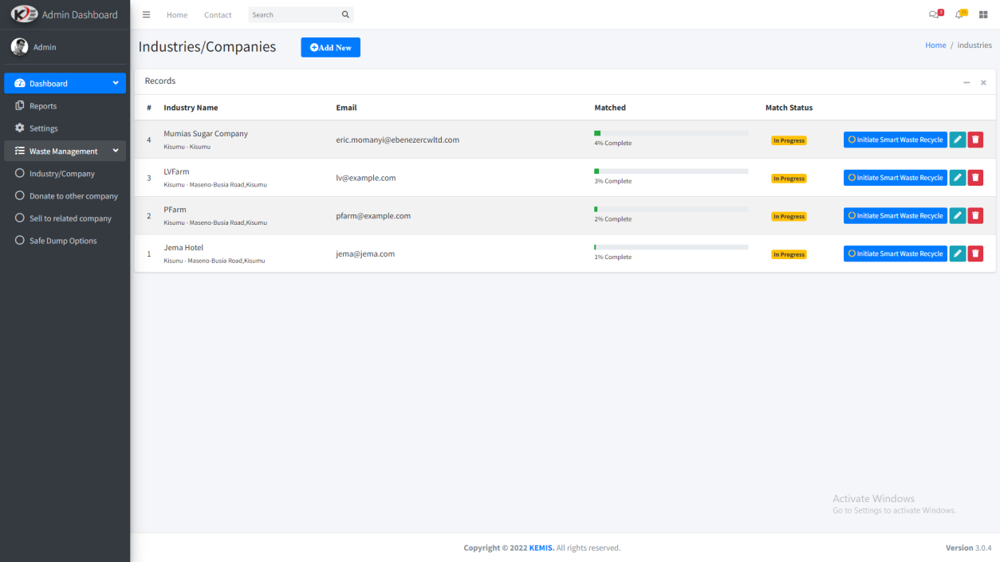 KE Admin Dashboard
Home Contact Search 3 15
Admin
Industries/Companies Add New
Home / industries
Dashboard
Reports
Settings
Waste Management
Industry/Company
Donate to other company
Sell to related company
Safe Dump Options
Records
# Industry Name Email Matched Match Status
4 Mumias Sugar Company eric.momanyi@ebenezercwltd.com In Progress Initiate Smart Waste Recycle
Kisumu - Kisumu 4% Complete
3 LVFarm lv@example.com In Progress Initiate Smart Waste Recycle
Kisumu - Maseno-Busia Road,Kisumu 3% Complete
2 PFarm pfarm@example.com In Progress Initiate Smart Waste Recycle
Kisumu - Maseno-Busia Road,Kisumu 2% Complete
1 Jema Hotel jema@jema.com In Progress Initiate Smart Waste Recycle
Kisunu - Maseno-Busia Road,Kisumu 1% Complete
Activate Windows
Go to Settings to activate Windows.
Copyright © 2022 KEMIS. All rights reserved. Version 3.0.4